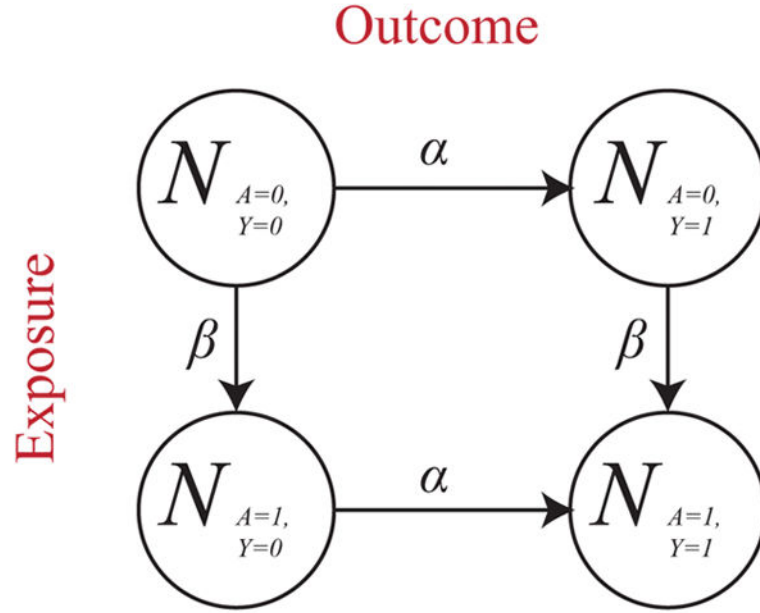 Outcome
N A=0, Y=0
α
N A=0, Y=1
Exposure
β
β
N A=1, Y=0
α
N A=1, Y=1